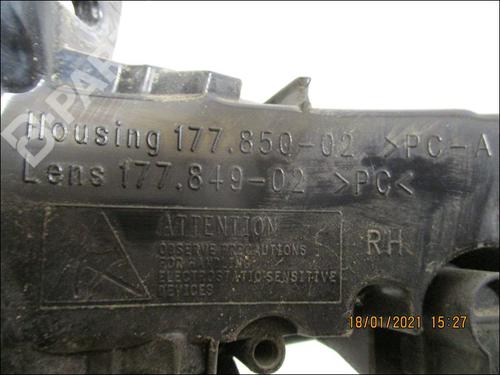 Housing 177.850-02 >PC-A
Lens 177.849-02 >PC<
ATTENTION
OBSERVE PRECAUTIONS
FOR HANDLING
ELECTROSTATIC SENSITIVE
DEVICES
RH
18/01/2021 15:27